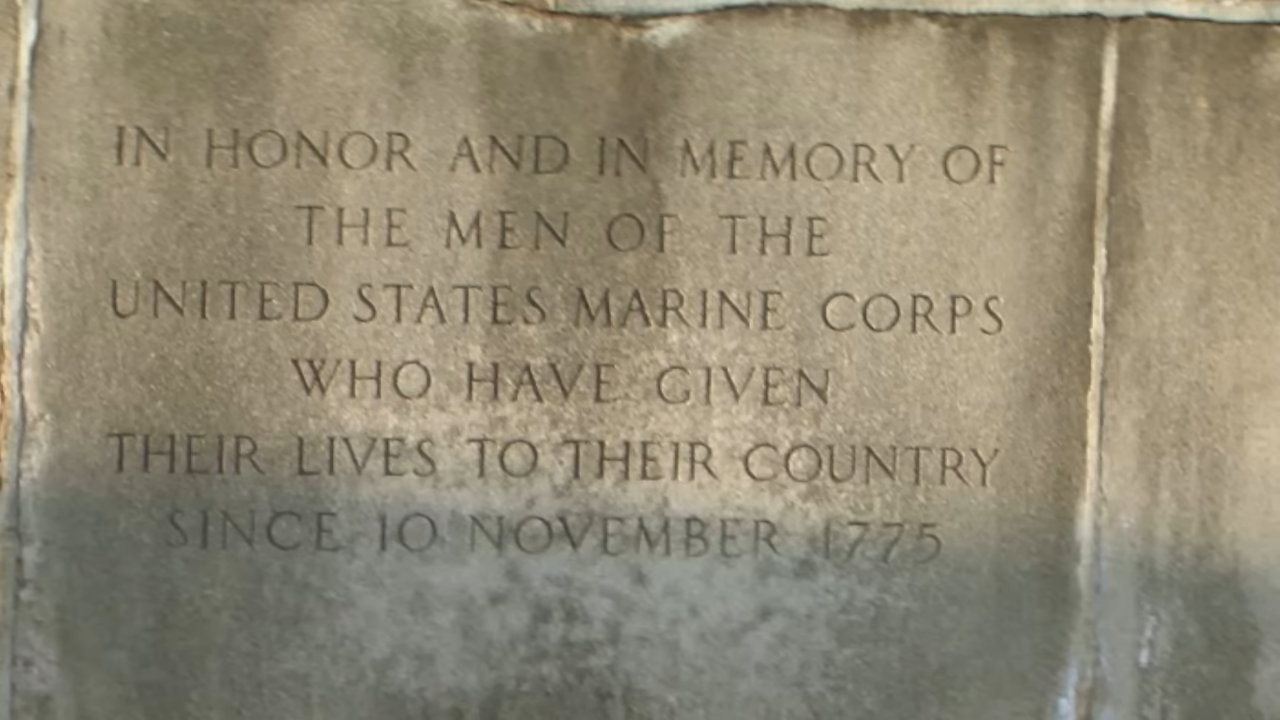 IN HONOR AND IN MEMORY OF
THE MEN OF THE
UNITED STATES MARINE CORPS
WHO HAVE GIVEN
THEIR LIVES TO THEIR COUNTRY
SINCE 10 NOVEMBER 1775